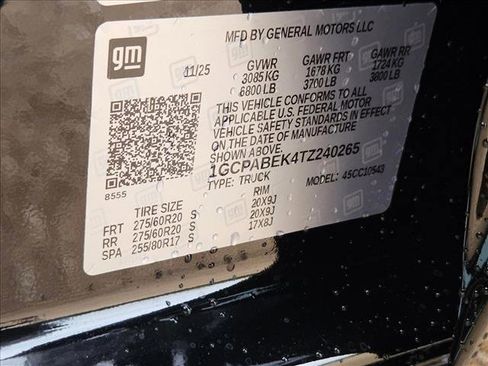 gm
MFD BY GENERAL MOTORS LLC
11/25
GVWR GAWR FRT GAWR RR
3085 KG 1678 KG 1724 KG
6800 LB 3700 LB 3800 LB
THIS VEHICLE CONFORMS TO ALL
APPLICABLE U.S. FEDERAL MOTOR
VEHICLE SAFETY STANDARDS IN EFFECT
ON THE DATE OF MANUFACTURE
1GCPABEK4TZ240265
TYPE: TRUCK MODEL: 45CC10543
8555
TIRE SIZE RIM
FRT 275/60R20 S 20X9J
RR 275/60R20 S 20X9J
SPA 255/80R17 S 17X8J